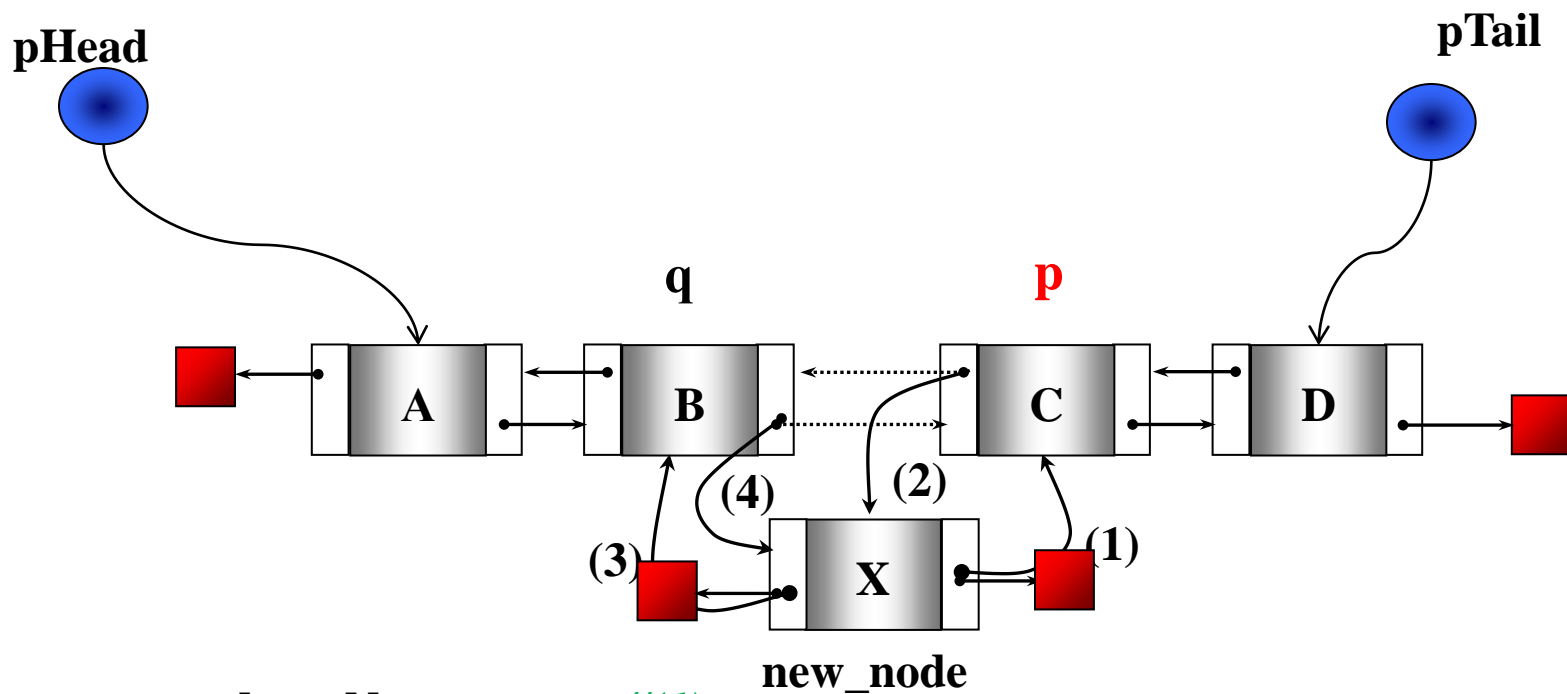 pHead
pTail
q
p
A
B
C
D
(4)
(2)
(3)
X
(1)
new_node